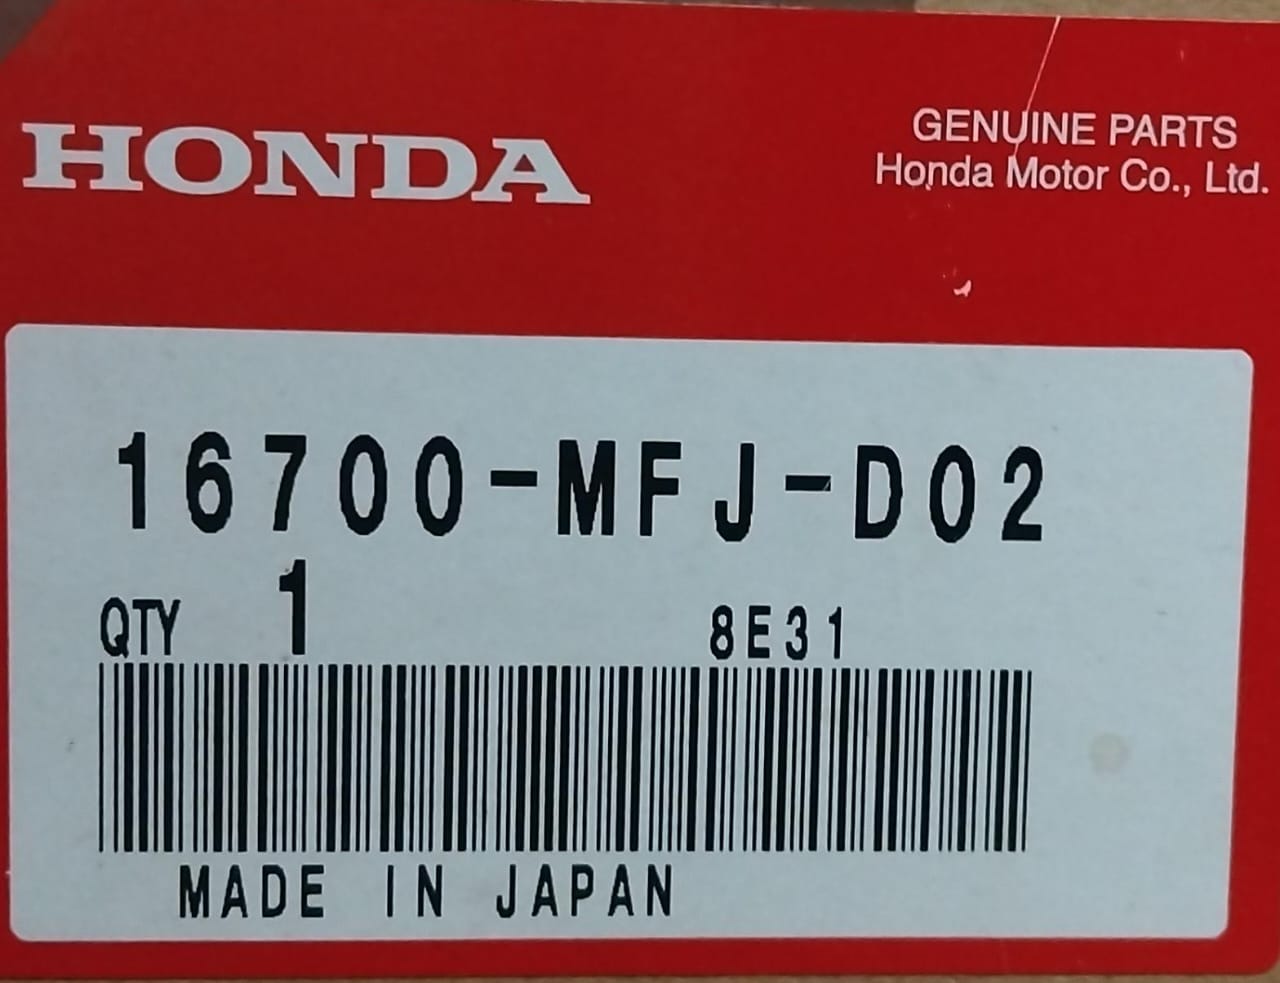 HONDA
GENUINE PARTS
Honda Motor Co., Ltd.
16700-MFJ-D02
QTY 1 8E31
MADE IN JAPAN